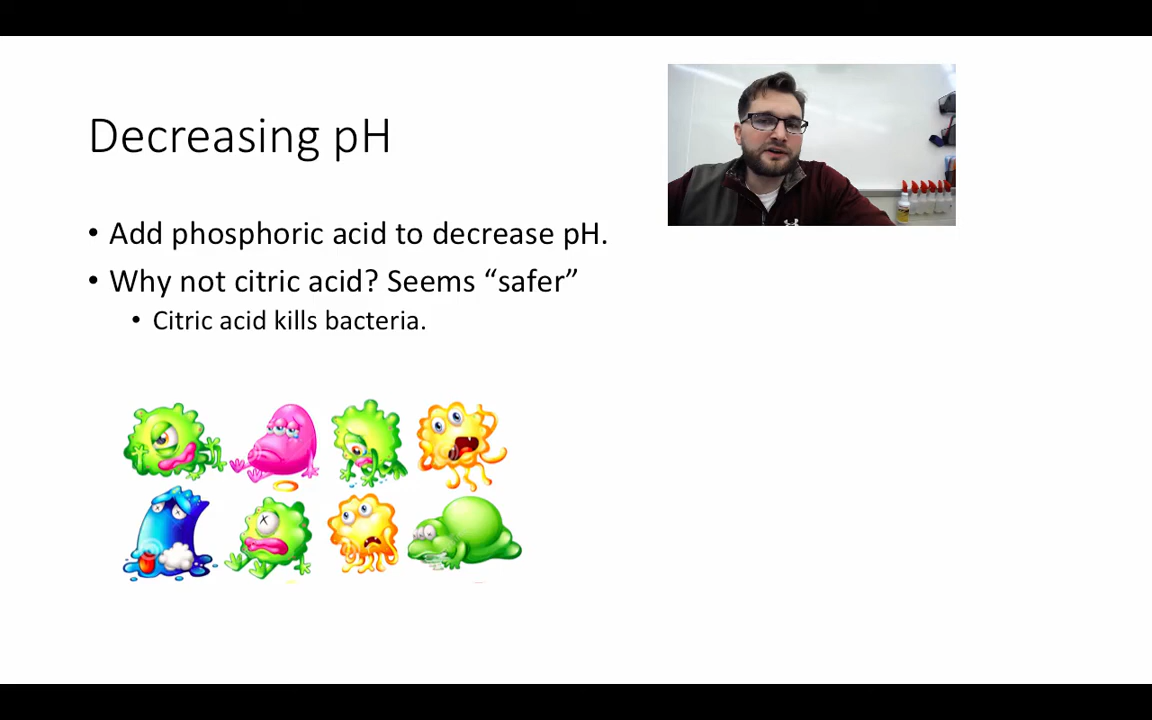 Decreasing pH
• Add phosphoric acid to decrease pH.
• Why not citric acid? Seems “safer”
• Citric acid kills bacteria.